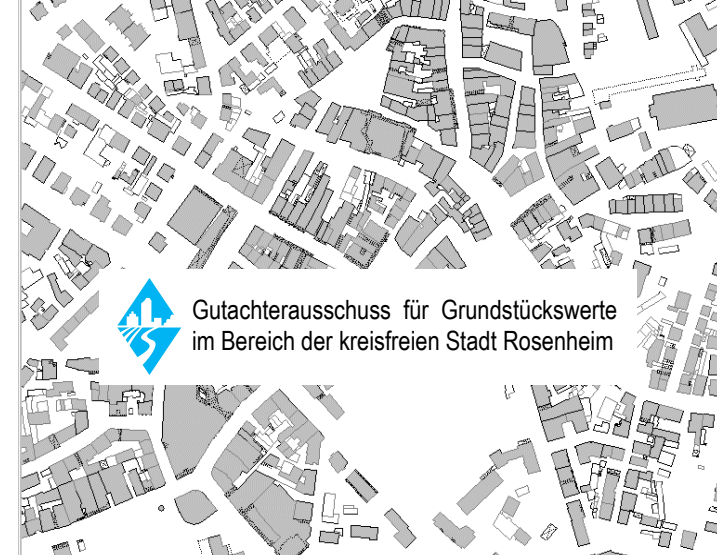 Gutachterausschuss für Grundstückswerte
im Bereich der kreisfreien Stadt Rosenheim